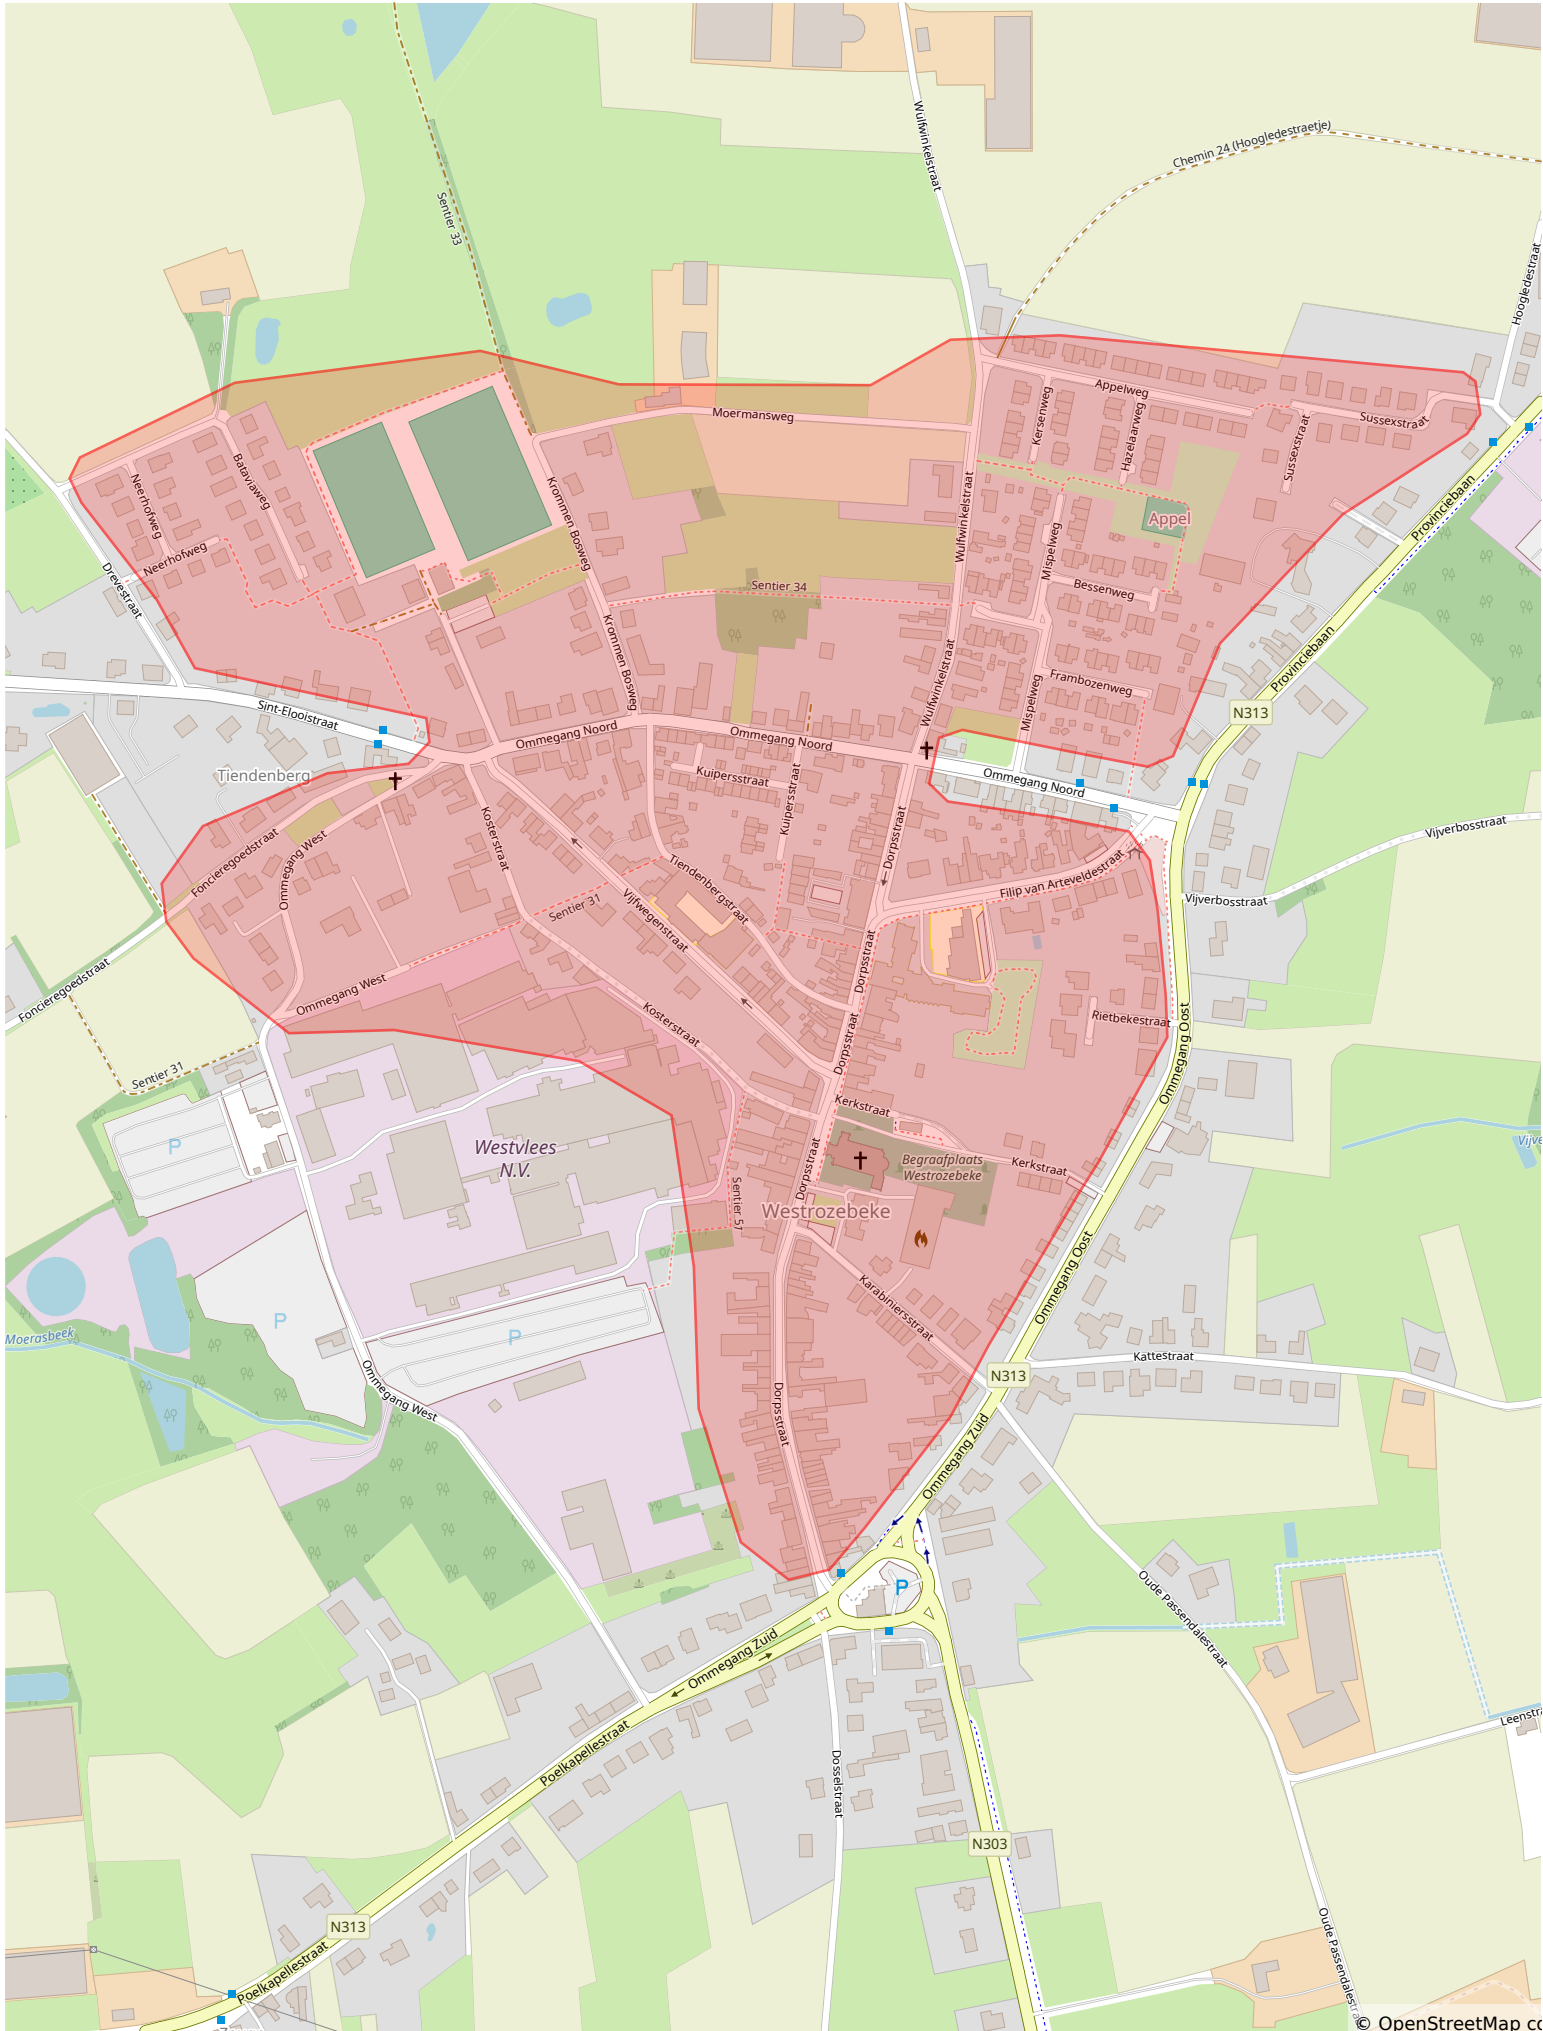 Wulfwinkelstraat
Chemin 24 (Hoogledestraetje)
Sentier 33
Hoogledestraat
Appelweg
Moermansweg
Kersenweg
Hazelaarweg
Sussexstraat
Sussexstraat
Bataviaweg
Neerhofweg
Krommen Bosweg
Wulfwinkelstraat
Provinciebaan
Appel
Neerhofweg
Mispelweg
Drevestraat
Sentier 34
Bessenweg
Krommen Bosweg
Provinciebaan
Wulfwinkelstraat
Frambozenweg
Mispelweg
N313
Sint-Elooistraat
Ommegang Noord
Ommegang Noord
Tiendenberg
Kuipersstraat
Ommegang Noord
Kuipersstraat
Kosterstraat
Dorpsstraat
Vijverbosstraat
Foncieregoedstraat
Ommegang West
Tiendenbergstraat
Filip van Arteveldestraat
Vijverbosstraat
Sentier 31
Vijfwegenstraat
Dorpsstraat
Foncieregoedstraat
Ommegang West
Kosterstraat
Rietbekestraat
Dorpsstraat
Ommegang Oost
Sentier 31
Kerkstraat
P
Westvlees
N.V.
Dorpsstraat
Begraafplaats
Westrozebeke
Kerkstraat
Vijve
Sentier 57
Westrozebeke
Ommegang Oost
P
Karabiniersstraat
Moerasbeek
P
Kattestraat
N313
Ommegang West
Dorpsstraat
Ommegang Zuid
P
Oude Passendalestraat
Ommegang Zuid
Leenstra
Poelkapellestraat
Dosselstraat
N303
N313
Oude Passendalestra
Poelkapellestraat
© OpenStreetMap co